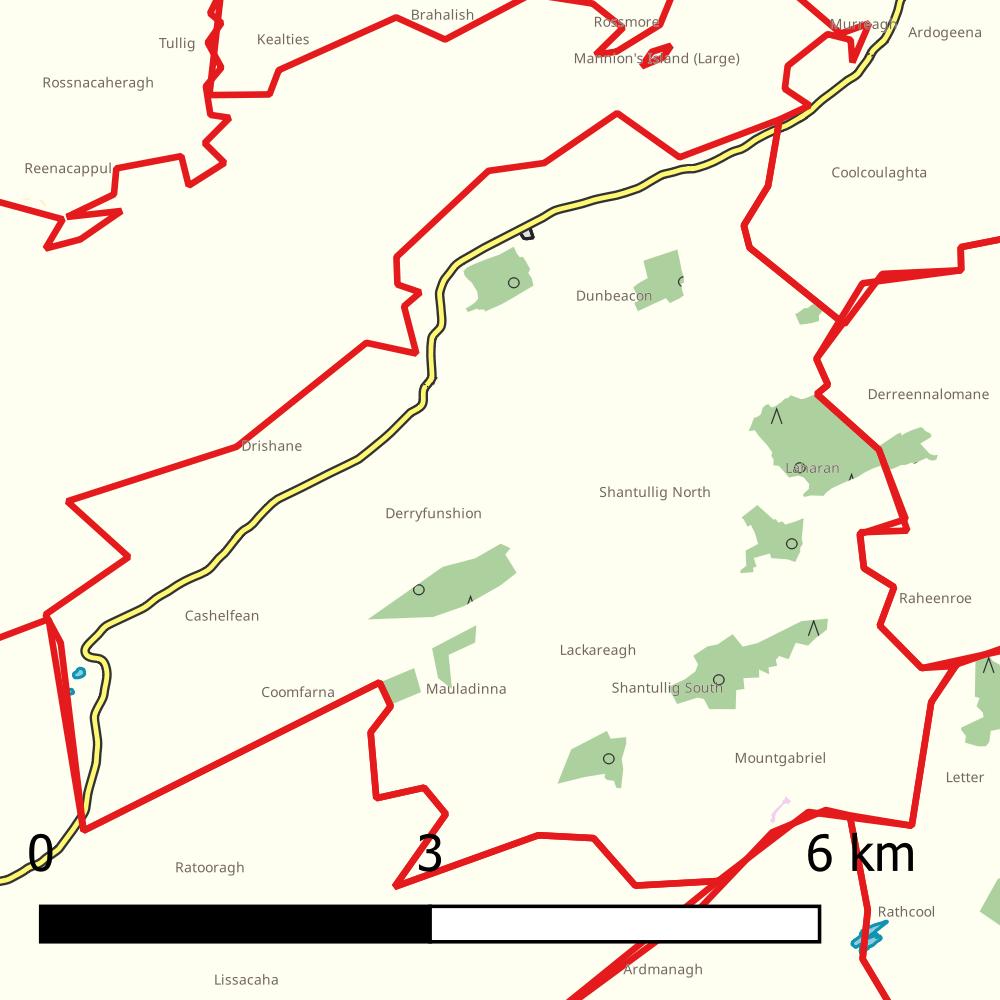 Brahalish
Rossmore
Murreagh
Ardogeena
Tullig
Kealties
Mannion's Island (Large)
Rossnacaheragh
Reenacappul
Coolcoulaghta
Dunbeacon
Derreennalomane
Drishane
Laharan
Shantullig North
Derryfunshion
Raheenroe
Cashelfean
Lackareagh
Coomfarna
Mauladinna
Shantullig South
Mountgabriel
Letter
0 3 6 km
Ratooragh
Rathcool
Ardmanagh
Lissacaha